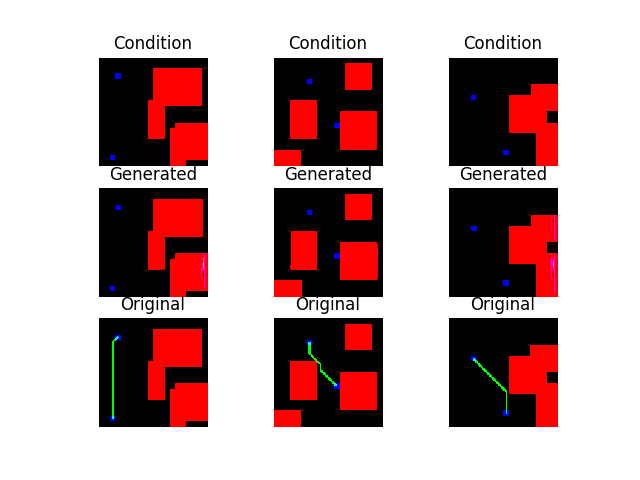 Condition Condition Condition
Generated Generated Generated
Original Original Original